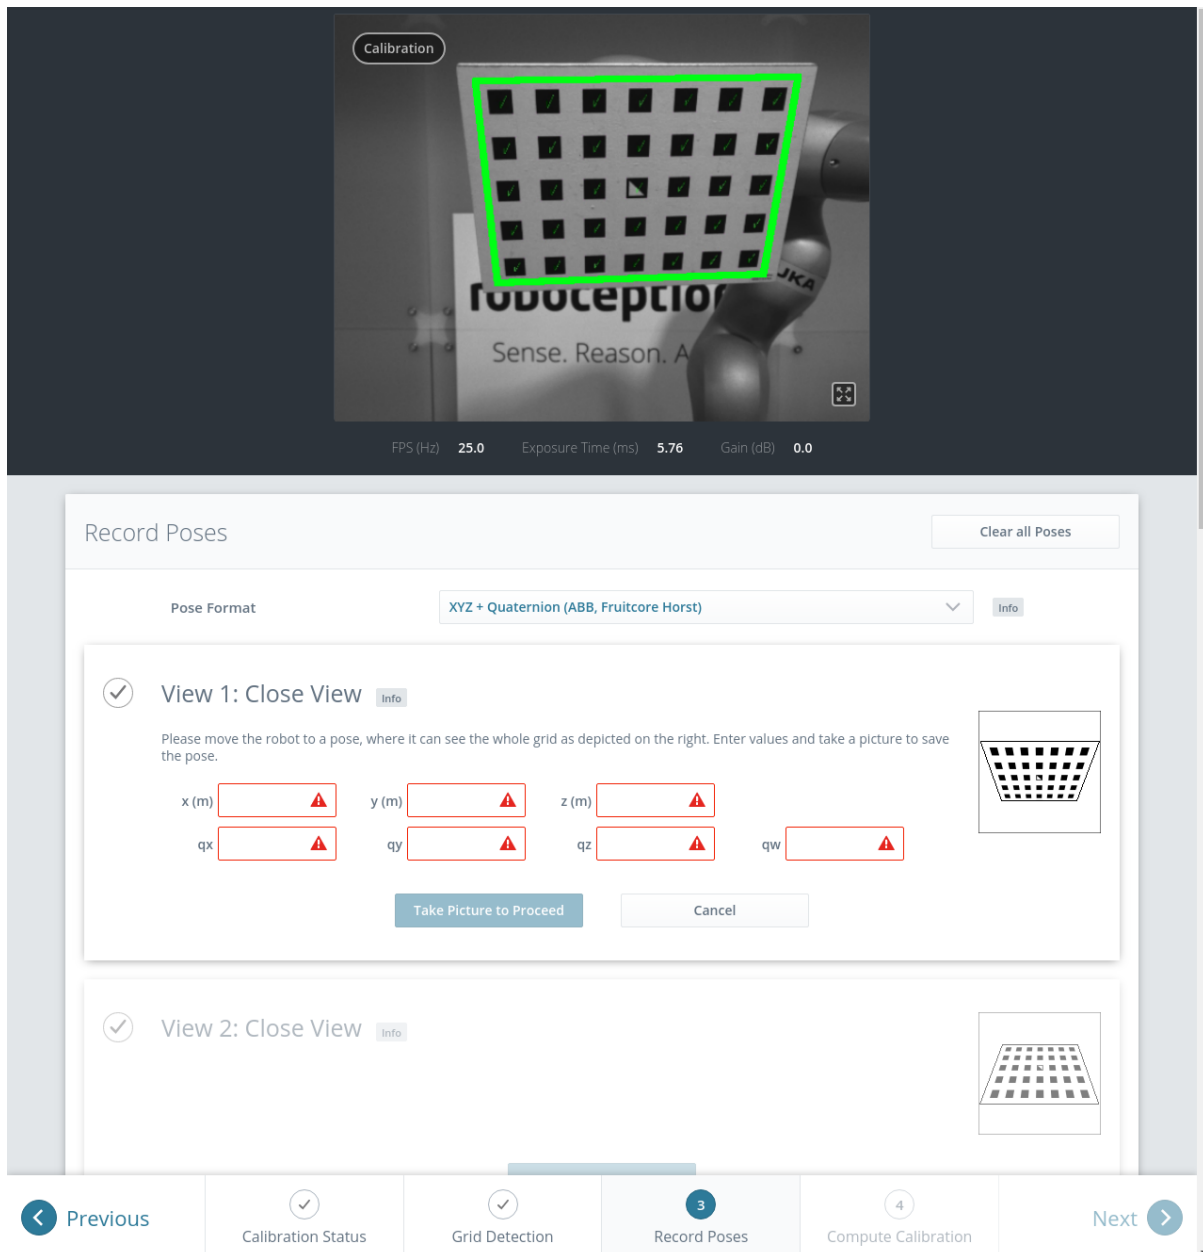 Calibration
roboception
Sense. Reason. A
UKA
FPS (Hz) 25.0 Exposure Time (ms) 5.76 Gain (dB) 0.0
Record Poses
Clear all Poses
Pose Format
XYZ + Quaternion (ABB, Fruitcore Horst)
Info
View 1: Close View
Info
Please move the robot to a pose, where it can see the whole grid as depicted on the right. Enter values and take a picture to save
the pose.
x (m) y (m) z (m)
qx qy qz qw
Take Picture to Proceed
Cancel
View 2: Close View
Info
Previous
Calibration Status
Grid Detection
3
Record Poses
4
Compute Calibration
Next